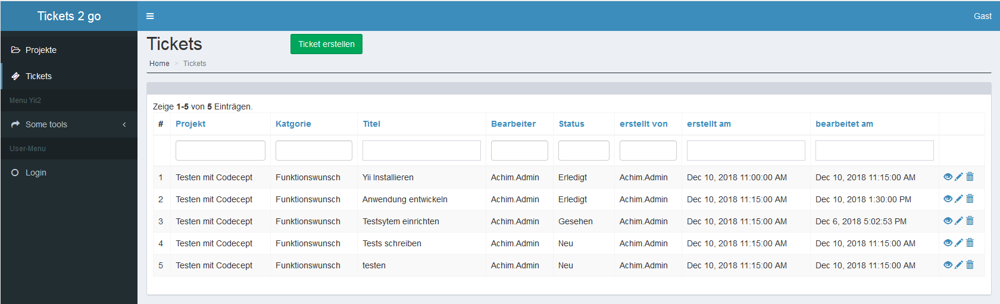 Tickets 2 go
Gast
Projekte
Tickets
Menu Yii2
Some tools
User-Menu
Login
Tickets
Ticket erstellen
Home > Tickets
Zeige 1-5 von 5 Einträgen.
# Projekt Katgorie Titel Bearbeiter Status erstellt von erstellt am bearbeitet am
1 Testen mit Codecept Funktionswunsch Yii Installieren Achim.Admin Erledigt Achim.Admin Dec 10, 2018 11:00:00 AM Dec 10, 2018 11:15:00 AM
2 Testen mit Codecept Funktionswunsch Anwendung entwickeln Achim.Admin Erledigt Achim.Admin Dec 10, 2018 11:15:00 AM Dec 10, 2018 1:30:00 PM
3 Testen mit Codecept Funktionswunsch Testsytem einrichten Achim.Admin Gesehen Achim.Admin Dec 10, 2018 11:15:00 AM Dec 6, 2018 5:02:53 PM
4 Testen mit Codecept Funktionswunsch Tests schreiben Achim.Admin Neu Achim.Admin Dec 10, 2018 11:15:00 AM Dec 10, 2018 11:15:00 AM
5 Testen mit Codecept Funktionswunsch testen Achim.Admin Neu Achim.Admin Dec 10, 2018 11:15:00 AM Dec 10, 2018 11:15:00 AM